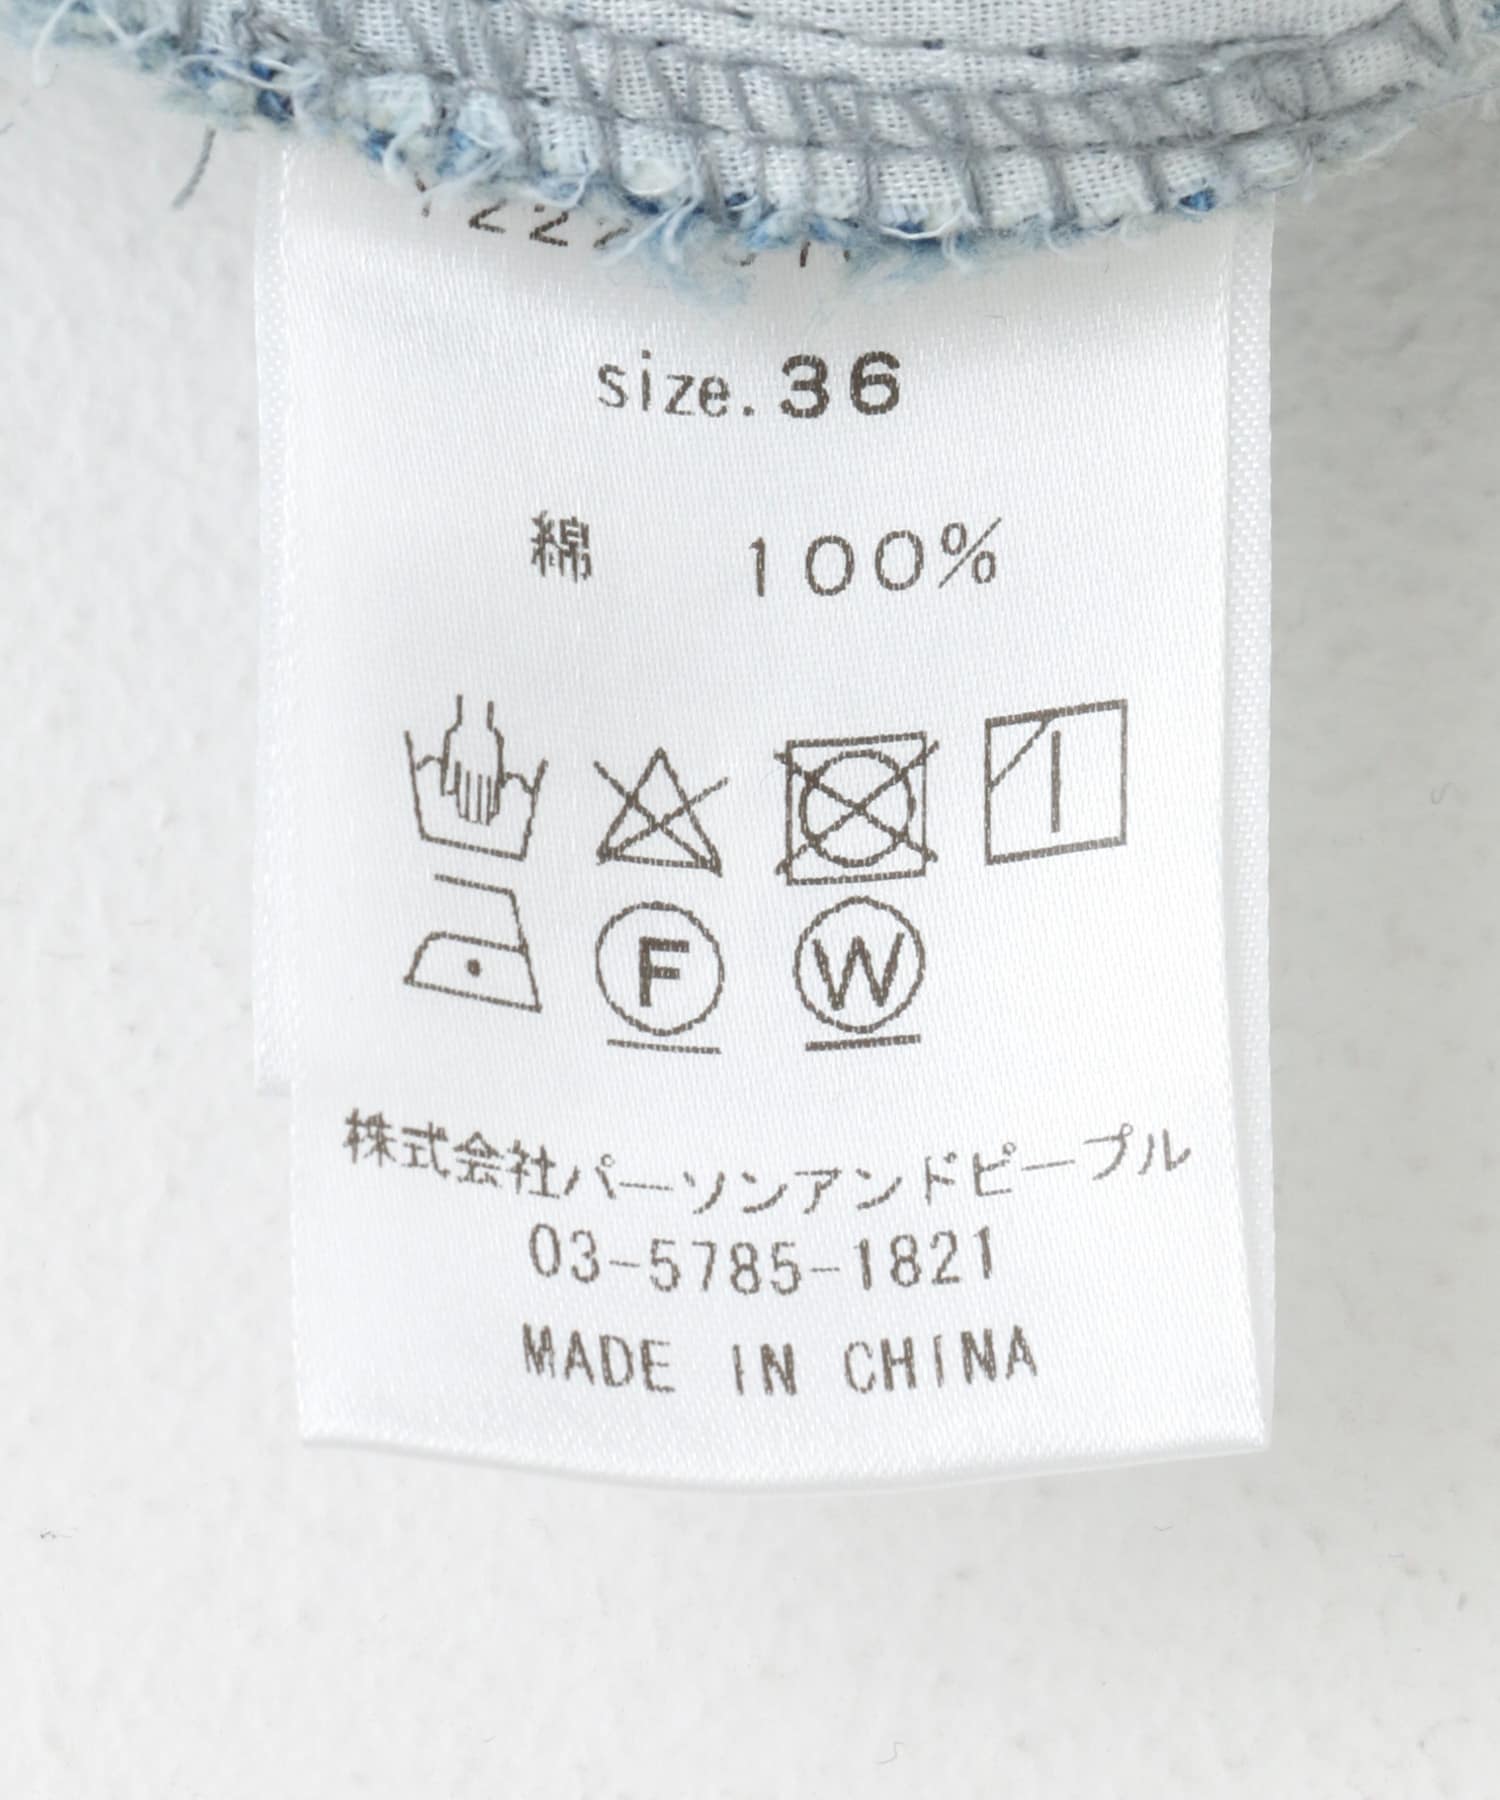 size. 36
綿 100%
F W
株式会社パーソンアンドピープル
03-5785-1821
MADE IN CHINA